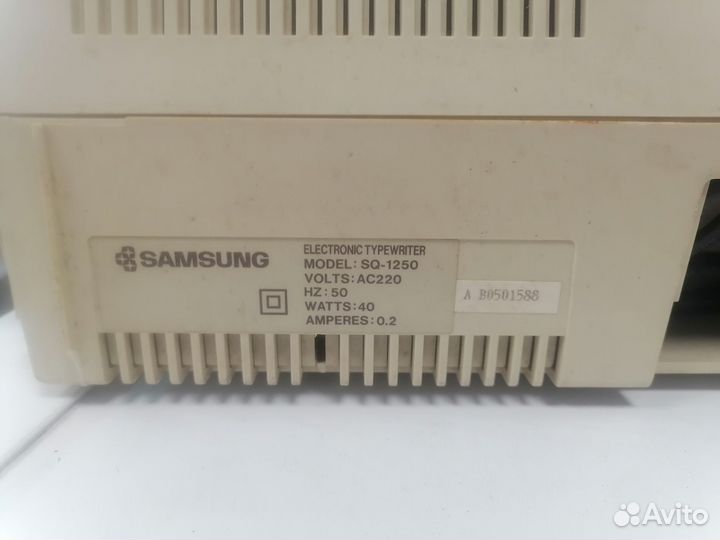 SAMSUNG
ELECTRONIC TYPEWRITER
MODEL: SQ-1250
VOLTS: AC220
HZ: 50
WATTS: 40
AMPERES: 0.2
A B0501588
Avito